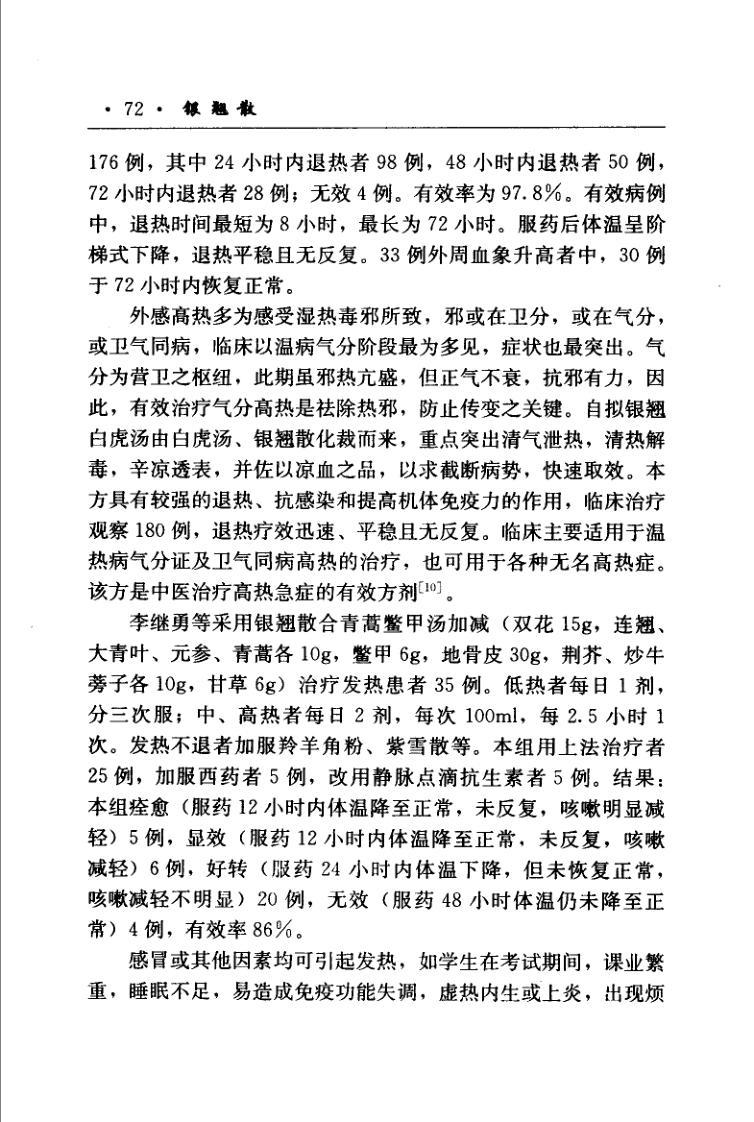 · 72 · 银翘散
176 例，其中 24 小时内退热者 98 例，48 小时内退热者 50 例，
72 小时内退热者 28 例；无效 4 例。有效率为 97.8%。有效病例
中，退热时间最短为 8 小时，最长为 72 小时。服药后体温呈阶
梯式下降，退热平稳且无反复。33 例外周血象升高者中，30 例
于 72 小时内恢复正常。
外感高热多为感受湿热毒邪所致，邪或在卫分，或在气分，
或卫气同病，临床以温病气分阶段最为多见，症状也最突出。气
分为营卫之枢纽，此期虽邪热亢盛，但正气不衰，抗邪有力，因
此，有效治疗气分高热是祛除热邪，防止传变之关键。自拟银翘
白虎汤由白虎汤、银翘散化裁而来，重点突出清气泄热，清热解
毒，辛凉透表，并佐以凉血之品，以求截断病势，快速取效。本
方具有较强的退热、抗感染和提高机体免疫力的作用，临床治疗
观察 180 例，退热疗效迅速、平稳且无反复。临床主要适用于温
热病气分证及卫气同病高热的治疗，也可用于各种无名高热症。
该方是中医治疗高热急症的有效方剂[10]。
李继勇等采用银翘散合青蒿鳖甲汤加减（双花 15g，连翘、
大青叶、元参、青蒿各 10g，鳖甲 6g，地骨皮 30g，荆芥、炒牛
蒡子各 10g，甘草 6g）治疗发热患者 35 例。低热者每日 1 剂，
分三次服；中、高热者每日 2 剂，每次 100ml，每 2.5 小时 1
次。发热不退者加服羚羊角粉、紫雪散等。本组用上法治疗者
25 例，加服西药者 5 例，改用静脉点滴抗生素者 5 例。结果：
本组痊愈（服药 12 小时内体温降至正常，未反复，咳嗽明显减
轻）5 例，显效（服药 12 小时内体温降至正常，未反复，咳嗽
减轻）6 例，好转（服药 24 小时内体温下降，但未恢复正常，
咳嗽减轻不明显）20 例，无效（服药 48 小时体温仍未降至正
常）4 例，有效率 86%。
感冒或其他因素均可引起发热，如学生在考试期间，课业繁
重，睡眠不足，易造成免疫功能失调，虚热内生或上炎，出现烦